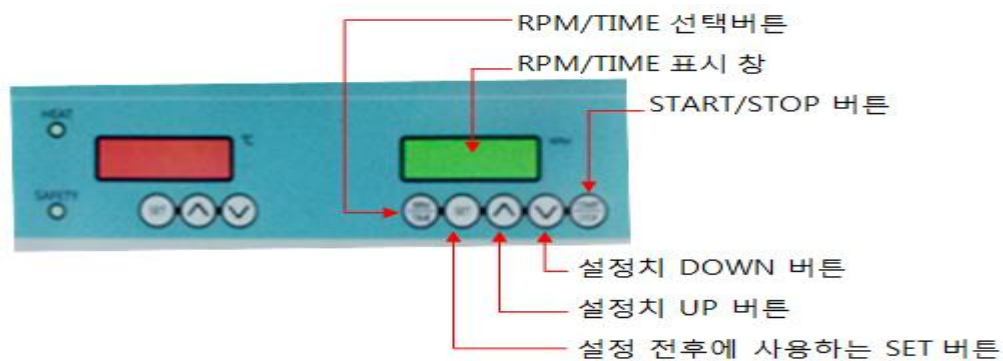 RPM/TIME 선택버튼
RPM/TIME 표시 창
START/STOP 버튼
HEAT
℃
SAFETY
SET
SET
설정치 DOWN 버튼
설정치 UP 버튼
설정 전후에 사용하는 SET 버튼